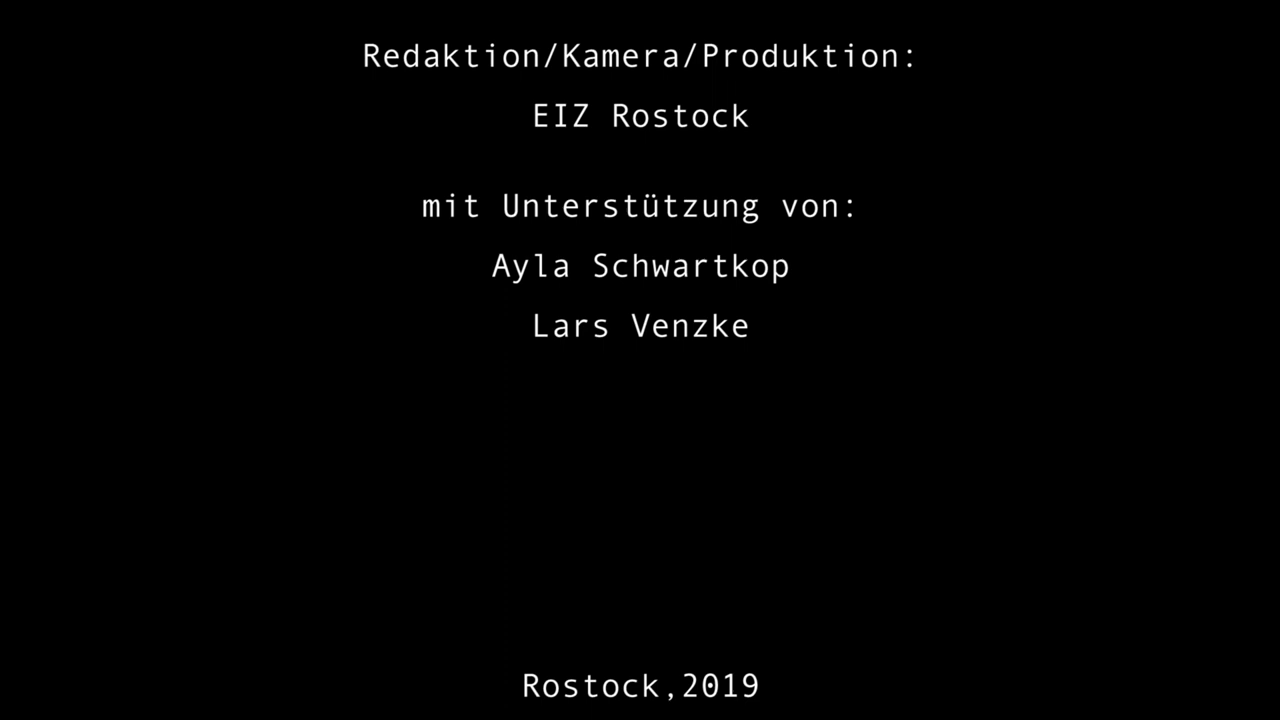 Redaktion/Kamera/Produktion:
EIZ Rostock
mit Unterstützung von:
Ayla Schwartkop
Lars Venzke
Rostock,2019